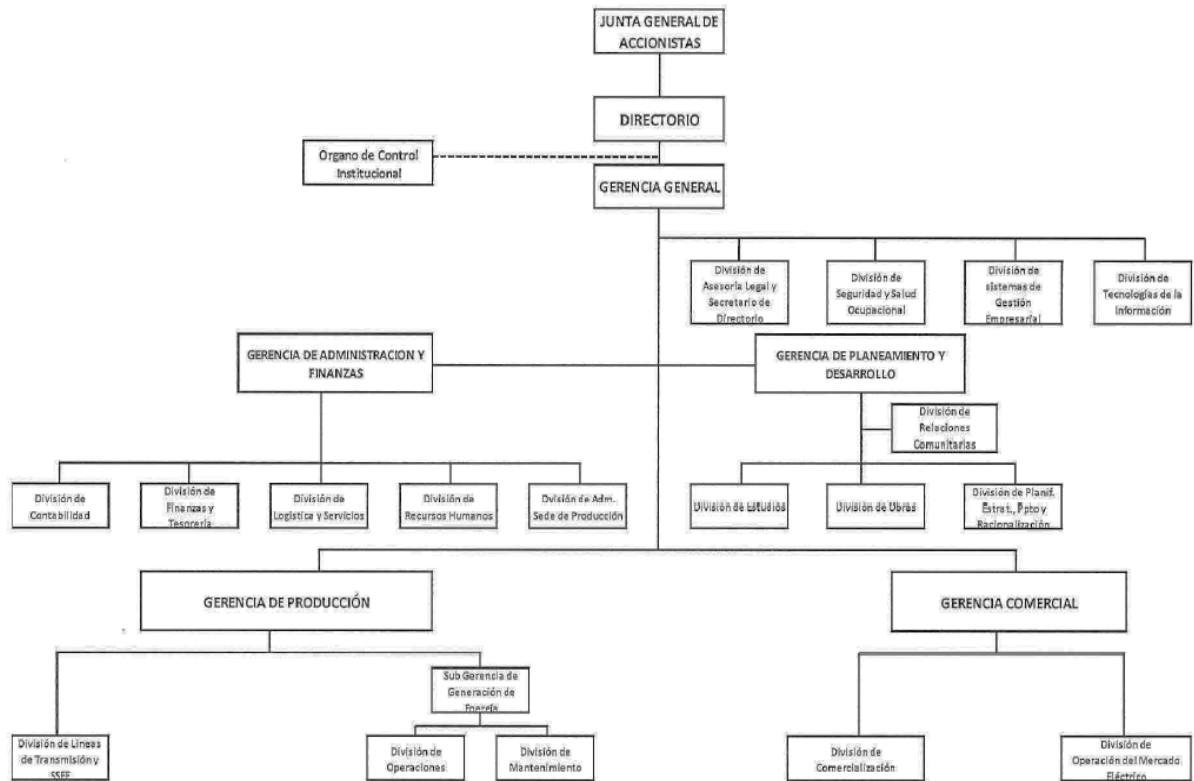 JUNTA GENERAL DE
ACCIONISTAS
DIRECTORIO
Organo de Control
Institucional
GERENCIA GENERAL
División de
Asesoría Legal y
Secretario de
Directorio
División de
Seguridad y Salud
Ocupacional
División de
sistemas de
Gestión
Empresarial
División de
Tecnologías de la
Información
GERENCIA DE ADMINISTRACION Y
FINANZAS
GERENCIA DE PLANEAMIENTO Y
DESARROLLO
División de
Relaciones
Comunitarias
División de
Contabilidad
División de
Finanzas y
Tesorería
División de
Logística y Servicios
División de
Recursos Humanos
División de Adm.
Sede de Producción
División de Estudios
División de Obras
División de Planif.
Estrat., Ppto y
Racionalización
GERENCIA DE PRODUCCIÓN
GERENCIA COMERCIAL
Sub Gerencia de
Generación de
Energía
División de Lineas
de Transmisión y
SSEE
División de
Operaciones
División de
Mantenimiento
División de
Comercialización
División de
Operación del Mercado
Eléctrico